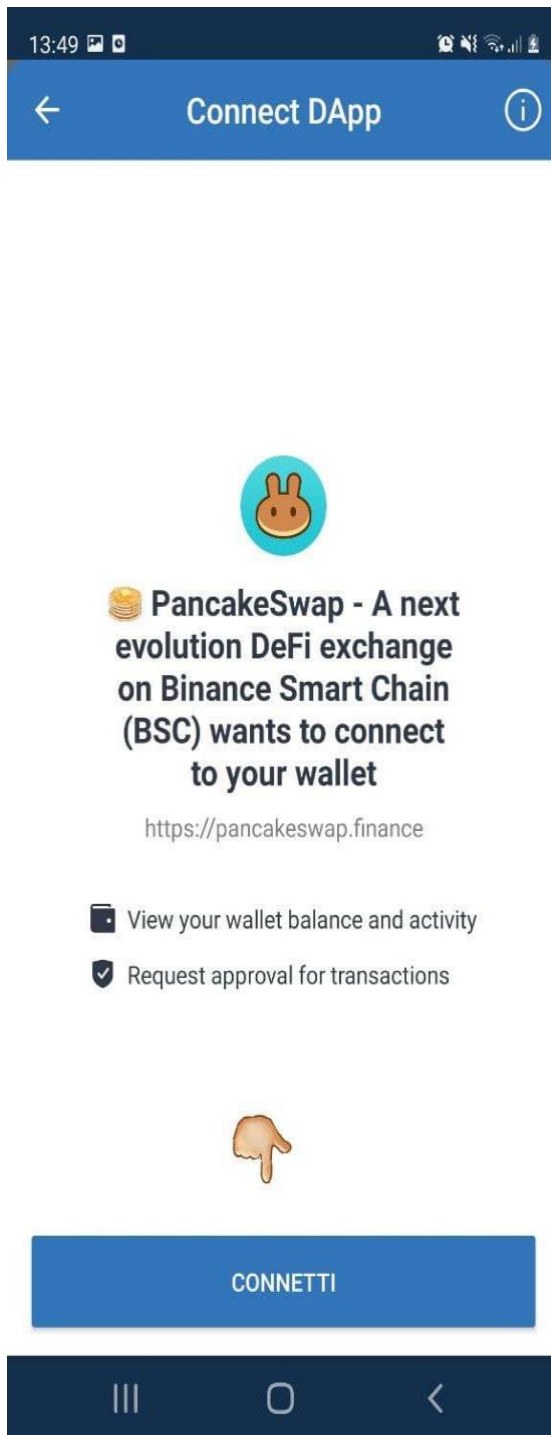 13:49
Connect DApp
🥞 PancakeSwap - A next
evolution DeFi exchange
on Binance Smart Chain
(BSC) wants to connect
to your wallet
https://pancakeswap.finance
View your wallet balance and activity
Request approval for transactions
CONNETTI